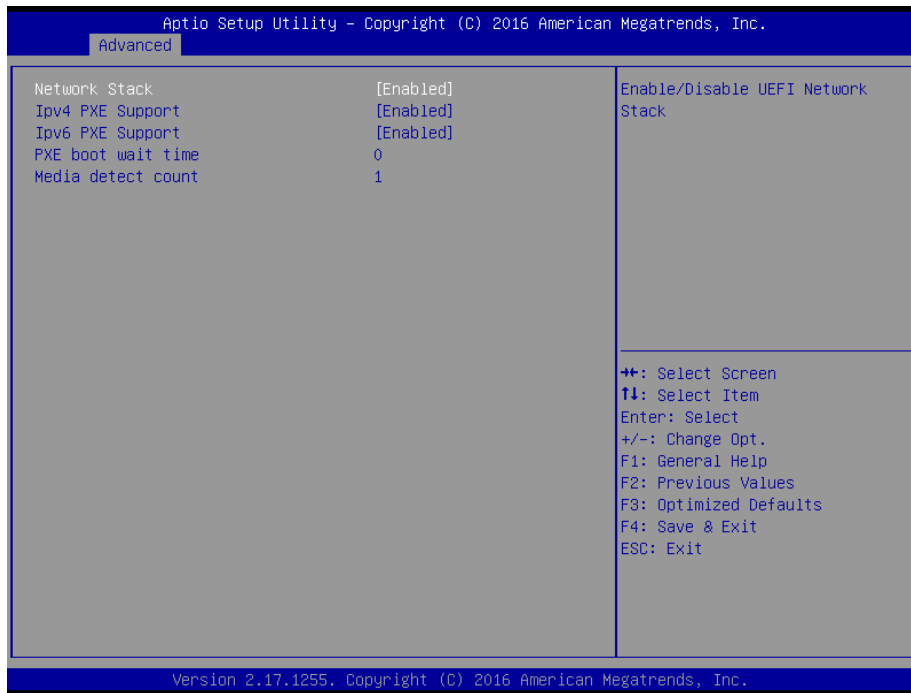 Aptio Setup Utility – Copyright (C) 2016 American Megatrends, Inc.
Advanced
Network Stack [Enabled]
Ipv4 PXE Support [Enabled]
Ipv6 PXE Support [Enabled]
PXE boot wait time 0
Media detect count 1
Enable/Disable UEFI Network
Stack
→←: Select Screen
↑↓: Select Item
Enter: Select
+/-: Change Opt.
F1: General Help
F2: Previous Values
F3: Optimized Defaults
F4: Save & Exit
ESC: Exit
Version 2.17.1255. Copyright (C) 2016 American Megatrends, Inc.